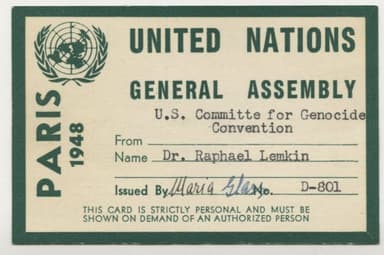 UNITED NATIONS
GENERAL ASSEMBLY
PARIS 1948
U.S. Committe for Genocide
Convention
From
Name Dr. Raphael Lemkin
Issued By Maria No. D-801
THIS CARD IS STRICTLY PERSONAL AND MUST BE
SHOWN ON DEMAND OF AN AUTHORIZED PERSON